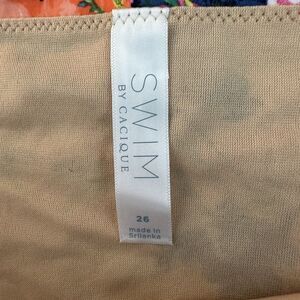 SWIM
BY CACIQUE
26
made in
Srilanka